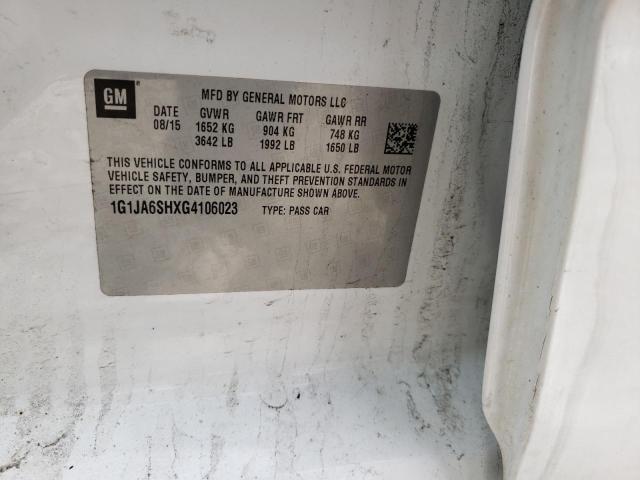 GM
MFD BY GENERAL MOTORS LLC
DATE GVWR GAWR FRT GAWR RR
08/15 1652 KG 904 KG 748 KG
3642 LB 1992 LB 1650 LB
THIS VEHICLE CONFORMS TO ALL APPLICABLE U.S. FEDERAL MOTOR
VEHICLE SAFETY, BUMPER, AND THEFT PREVENTION STANDARDS IN
EFFECT ON THE DATE OF MANUFACTURE SHOWN ABOVE.
1G1JA6SHXG4106023 TYPE: PASS CAR